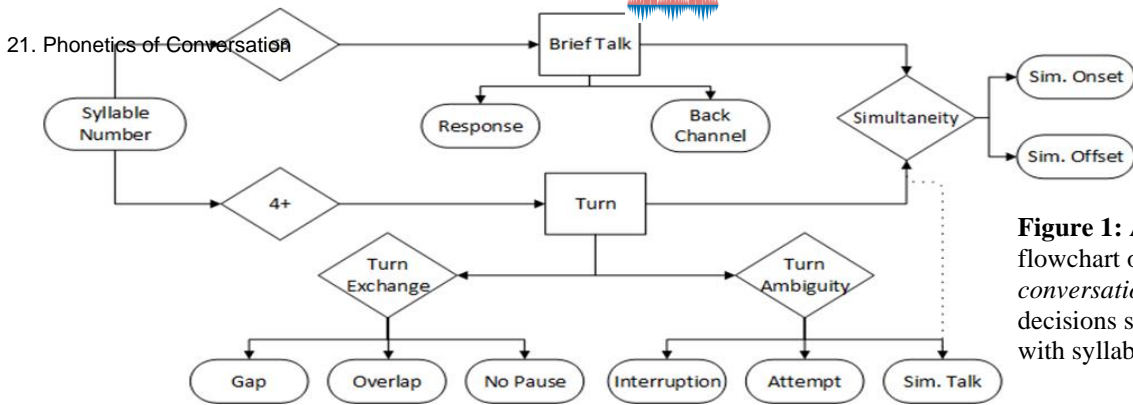 21. Phonetics of Conversation
Brief Talk
Sim. Onset
Syllable
Number
Response
Back
Channel
Simultaneity
Sim. Offset
4+
Turn
Turn
Exchange
Turn
Ambiguity
Gap
Overlap
No Pause
Interruption
Attempt
Sim. Talk
Figure 1:
flowchart
conversatio
decisions
with syllab